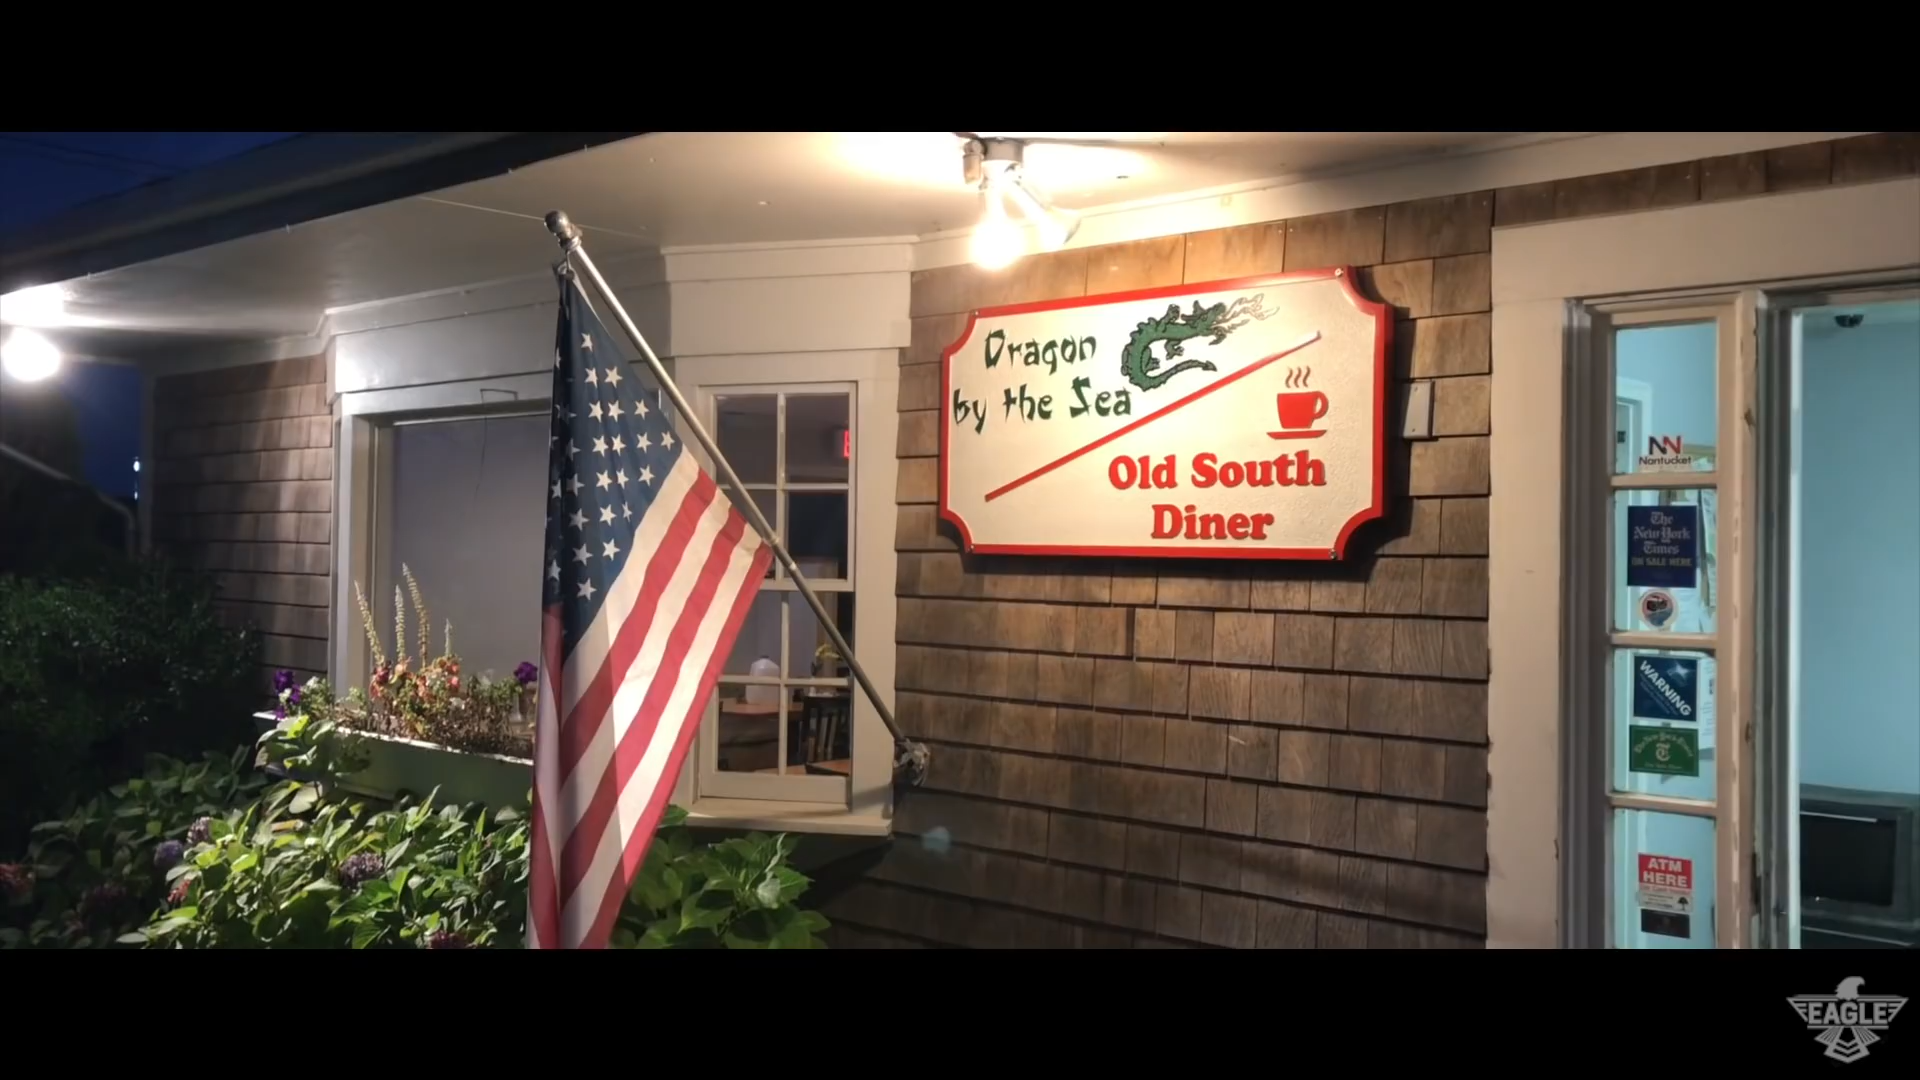 Dragon
by the Sea
Old South
Diner
NN
Nantucket
The
New York
Times
ON SALE HERE
WARNING
ATM
HERE
EAGLE